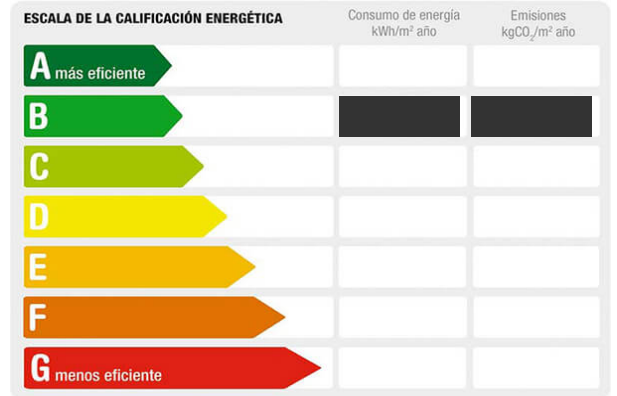 ESCALA DE LA CALIFICACIÓN ENERGÉTICA
Consumo de energía
kWh/m² año
Emisiones
kgCO₂/m² año
A más eficiente
B
C
D
E
F
G menos eficiente